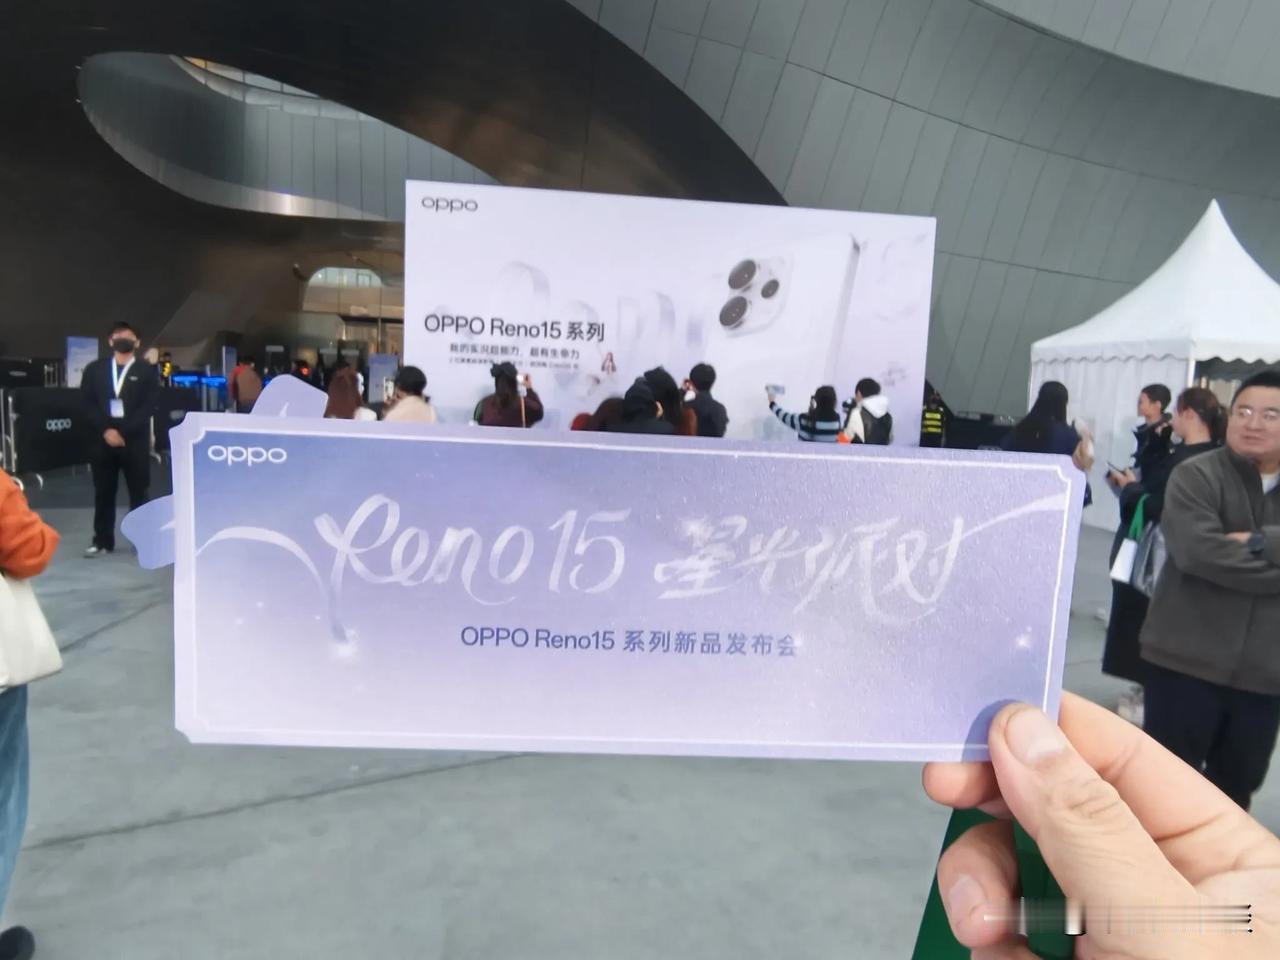 oppo
OPPO Reno15 系列
我的实况超能力，超有生命力
oppo
oppo
Reno15 星光派对
OPPO Reno15 系列新品发布会